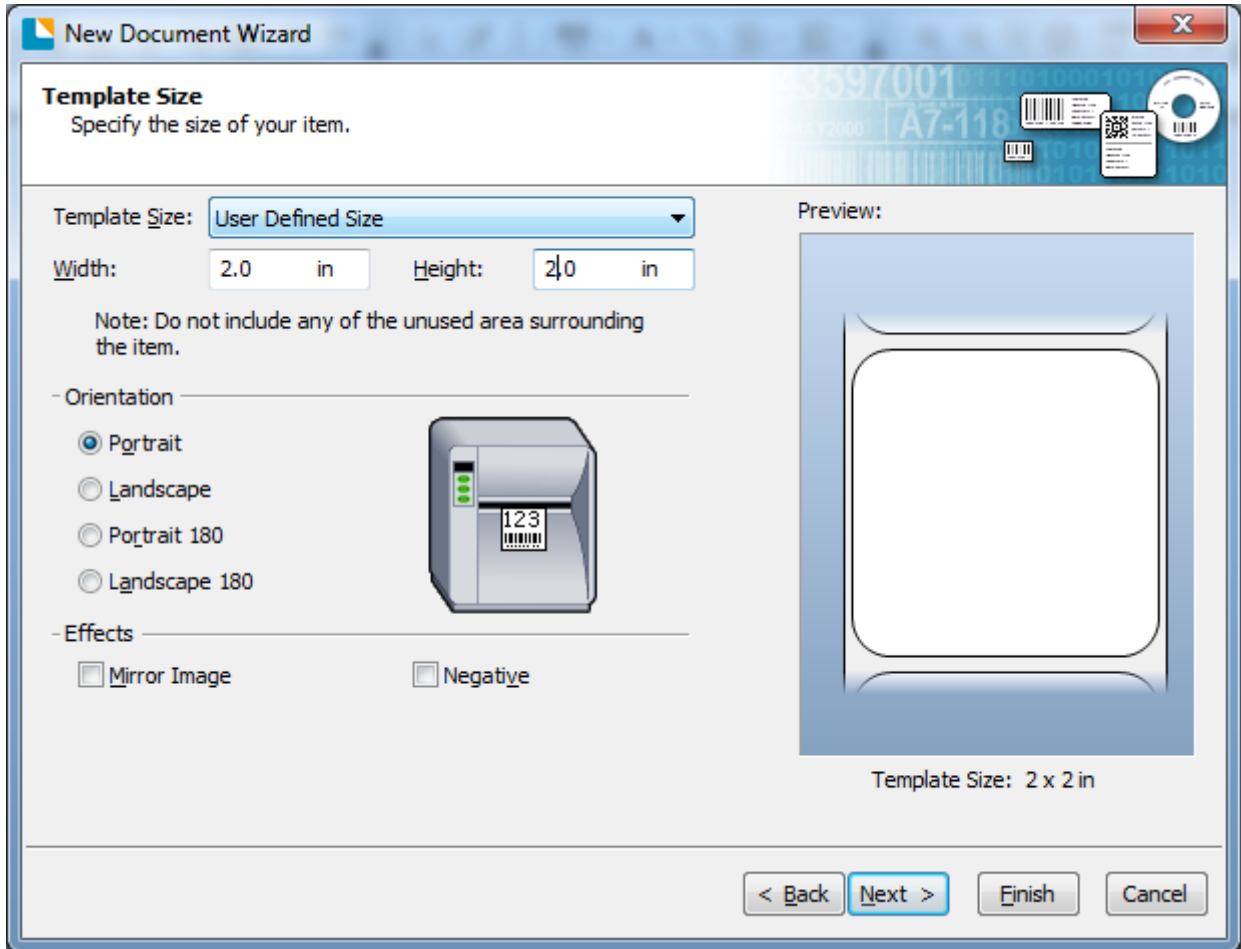 New Document Wizard
Template Size
Specify the size of your item.
3597001
A7-118
Template Size: User Defined Size
Width: 2.0 in Height: 2.0 in
Note: Do not include any of the unused area surrounding
the item.
Orientation
Portrait
Landscape
Portrait 180
Landscape 180
123
Effects
Mirror Image Negative
Preview:
Template Size: 2 x 2 in
< Back Next > Finish Cancel